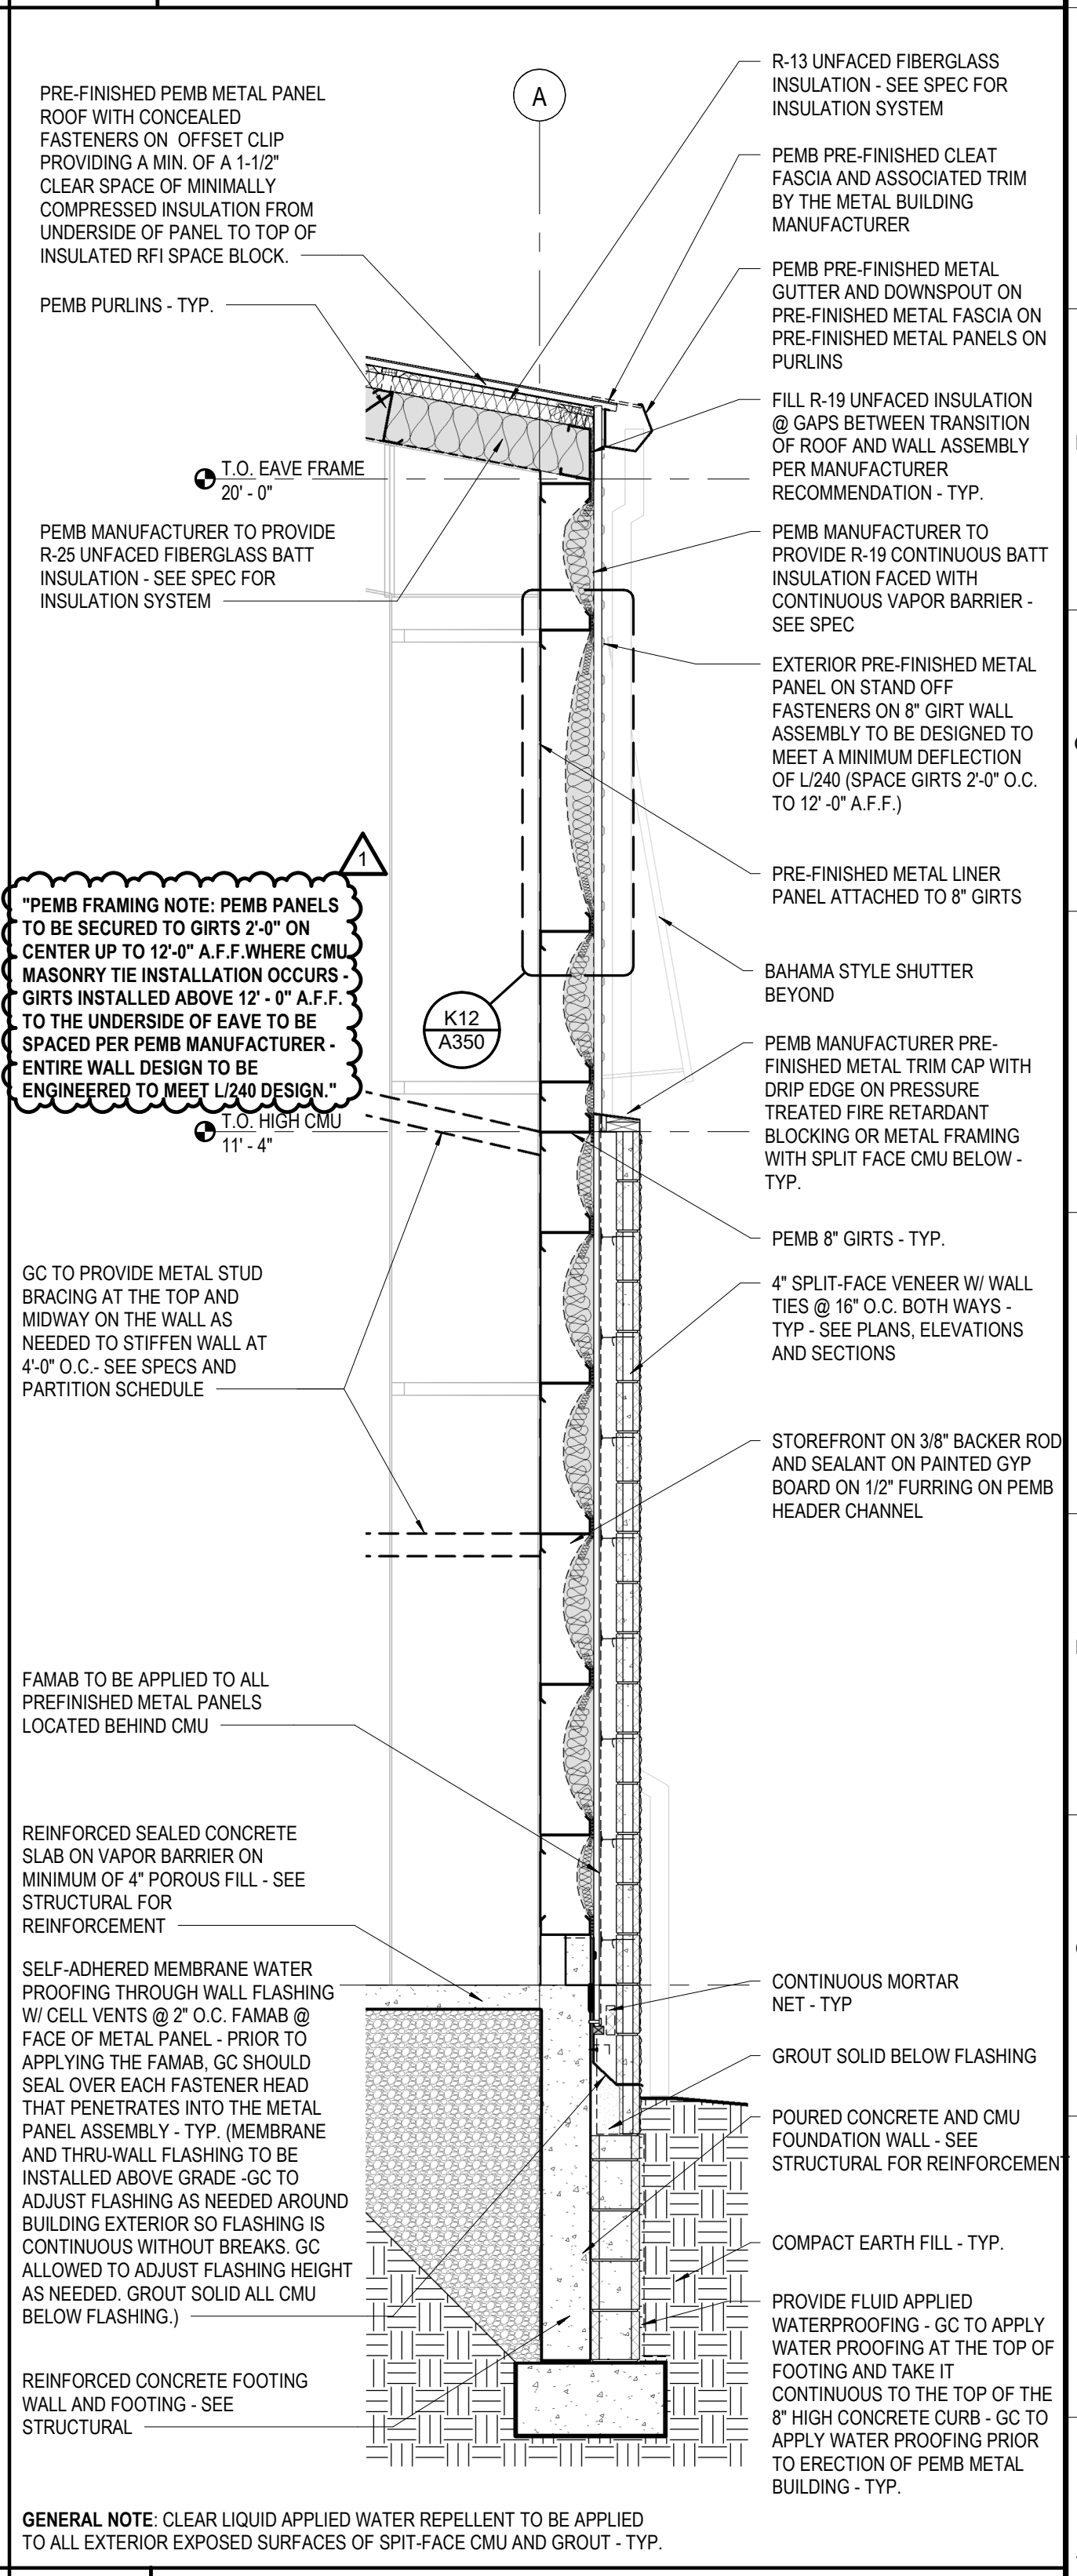 PRE-FINISHED PEMB METAL PANEL
ROOF WITH CONCEALED
FASTENERS ON OFFSET CLIP
PROVIDING A MIN. OF A 1-1/2"
CLEAR SPACE OF MINIMALLY
COMPRESSED INSULATION FROM
UNDERSIDE OF PANEL TO TOP OF
INSULATED RFI SPACE BLOCK.
PEMB PURLINS - TYP.
T.O. EAVE FRAME
20' - 0"
PEMB MANUFACTURER TO PROVIDE
R-25 UNFACED FIBERGLASS BATT
INSULATION - SEE SPEC FOR
INSULATION SYSTEM
1
"PEMB FRAMING NOTE: PEMB PANELS
TO BE SECURED TO GIRTS 2'-0" ON
CENTER UP TO 12'-0" A.F.F.WHERE CMU
MASONRY TIE INSTALLATION OCCURS -
GIRTS INSTALLED ABOVE 12' - 0" A.F.F.
TO THE UNDERSIDE OF EAVE TO BE
SPACED PER PEMB MANUFACTURER -
ENTIRE WALL DESIGN TO BE
ENGINEERED TO MEET L/240 DESIGN."
T.O. HIGH CMU
11' - 4"
GC TO PROVIDE METAL STUD
BRACING AT THE TOP AND
MIDWAY ON THE WALL AS
NEEDED TO STIFFEN WALL AT
4'-0" O.C.- SEE SPECS AND
PARTITION SCHEDULE
FAMAB TO BE APPLIED TO ALL
PREFINISHED METAL PANELS
LOCATED BEHIND CMU
REINFORCED SEALED CONCRETE
SLAB ON VAPOR BARRIER ON
MINIMUM OF 4" POROUS FILL - SEE
STRUCTURAL FOR
REINFORCEMENT
SELF-ADHERED MEMBRANE WATER
PROOFING THROUGH WALL FLASHING
W/ CELL VENTS @ 2" O.C. FAMAB @
FACE OF METAL PANEL - PRIOR TO
APPLYING THE FAMAB, GC SHOULD
SEAL OVER EACH FASTENER HEAD
THAT PENETRATES INTO THE METAL
PANEL ASSEMBLY - TYP. (MEMBRANE
AND THRU-WALL FLASHING TO BE
INSTALLED ABOVE GRADE -GC TO
ADJUST FLASHING AS NEEDED AROUND
BUILDING EXTERIOR SO FLASHING IS
CONTINUOUS WITHOUT BREAKS. GC
ALLOWED TO ADJUST FLASHING HEIGHT
AS NEEDED. GROUT SOLID ALL CMU
BELOW FLASHING.)
REINFORCED CONCRETE FOOTING
WALL AND FOOTING - SEE
STRUCTURAL
A
K12
A350
R-13 UNFACED FIBERGLASS
INSULATION - SEE SPEC FOR
INSULATION SYSTEM
PEMB PRE-FINISHED CLEAT
FASCIA AND ASSOCIATED TRIM
BY THE METAL BUILDING
MANUFACTURER
PEMB PRE-FINISHED METAL
GUTTER AND DOWNSPOUT ON
PRE-FINISHED METAL FASCIA ON
PRE-FINISHED METAL PANELS ON
PURLINS
FILL R-19 UNFACED INSULATION
@ GAPS BETWEEN TRANSITION
OF ROOF AND WALL ASSEMBLY
PER MANUFACTURER
RECOMMENDATION - TYP.
PEMB MANUFACTURER TO
PROVIDE R-19 CONTINUOUS BATT
INSULATION FACED WITH
CONTINUOUS VAPOR BARRIER -
SEE SPEC
EXTERIOR PRE-FINISHED METAL
PANEL ON STAND OFF
FASTENERS ON 8" GIRT WALL
ASSEMBLY TO BE DESIGNED TO
MEET A MINIMUM DEFLECTION
OF L/240 (SPACE GIRTS 2'-0" O.C.
TO 12' -0" A.F.F.)
PRE-FINISHED METAL LINER
PANEL ATTACHED TO 8" GIRTS
BAHAMA STYLE SHUTTER
BEYOND
PEMB MANUFACTURER PRE-
FINISHED METAL TRIM CAP WITH
DRIP EDGE ON PRESSURE
TREATED FIRE RETARDANT
BLOCKING OR METAL FRAMING
WITH SPLIT FACE CMU BELOW -
TYP.
PEMB 8" GIRTS - TYP.
4" SPLIT-FACE VENEER W/ WALL
TIES @ 16" O.C. BOTH WAYS -
TYP - SEE PLANS, ELEVATIONS
AND SECTIONS
STOREFRONT ON 3/8" BACKER ROD
AND SEALANT ON PAINTED GYP
BOARD ON 1/2" FURRING ON PEMB
HEADER CHANNEL
CONTINUOUS MORTAR
NET - TYP
GROUT SOLID BELOW FLASHING
POURED CONCRETE AND CMU
FOUNDATION WALL - SEE
STRUCTURAL FOR REINFORCEMENT
COMPACT EARTH FILL - TYP.
PROVIDE FLUID APPLIED
WATERPROOFING - GC TO APPLY
WATER PROOFING AT THE TOP OF
FOOTING AND TAKE IT
CONTINUOUS TO THE TOP OF THE
8" HIGH CONCRETE CURB - GC TO
APPLY WATER PROOFING PRIOR
TO ERECTION OF PEMB METAL
BUILDING - TYP.
GENERAL NOTE: CLEAR LIQUID APPLIED WATER REPELLENT TO BE APPLIED
TO ALL EXTERIOR EXPOSED SURFACES OF SPIT-FACE CMU AND GROUT - TYP.